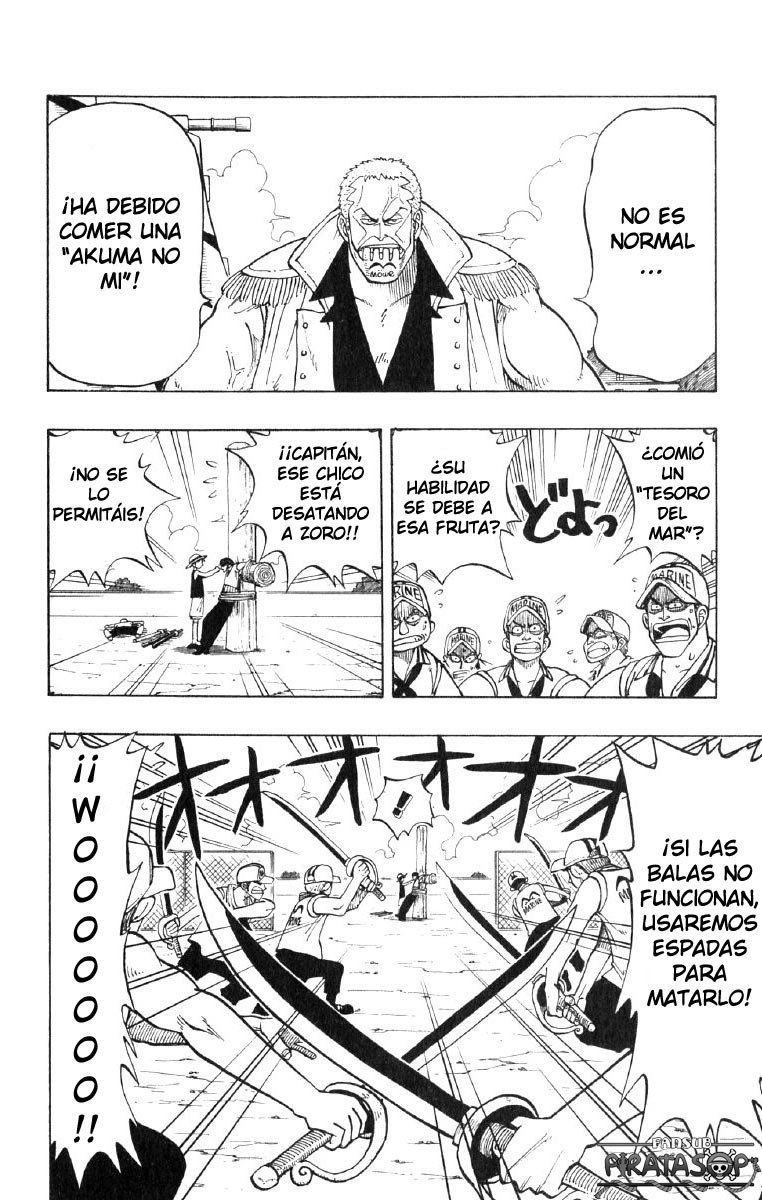 NO ES
NORMAL
...
¡HA DEBIDO
COMER UNA
"AKUMA NO
MI"!
MOWE
¿COMIÓ
UN
"TESORO
DEL
MAR"?
どよっ
¿SU
HABILIDAD
SE DEBE A
ESA FRUTA?
MARINE
MARINE
MARINE
MARINE
¡¡CAPITÁN,
ESE CHICO
ESTÁ
DESATANDO
A ZORO!!
¡NO SE
LO
PERMITÁIS!
¡SI LAS
BALAS NO
FUNCIONAN,
USAREMOS
ESPADAS
PARA
MATARLO!
オオオオオオ
!
MARINE
¡¡WOOOOOOO!!
FANSUB
PIRATASOP